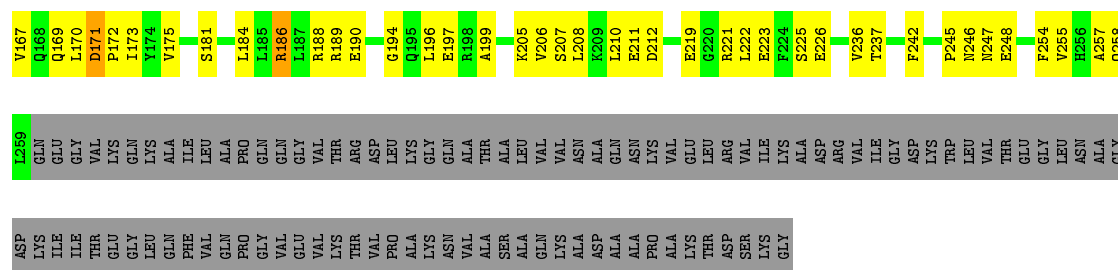 V167 Q168 Q169 L170 D171 P172 I173 Y174 V175 S181 L184 L185 R186 L187 R188 R189 E190 G194 Q195 L196 E197 R198 A199 K205 V206 S207 L208 K209 L210 E211 D212 E219 G220 R221 L222 E223 F224 S225 E226 V236 T237 F242 P245 N246 N247 E248 F254 V255 H256 A257 Q258
L259 GLN GLU GLY VAL LYS GLN LYS ALA ILE LEU ALA PRO GLN GLN GLY VAL THR ARG ASP LEU LYS GLY GLN ALA THR ALA LEU VAL VAL ASN ALA GLN ASN LYS VAL GLU LEU ARG VAL ILE LYS ALA ASP ARG VAL ILE GLY ASP LYS TRP LEU VAL THR GLU GLY LEU ASN ALA GLY
ASP LYS ILE ILE THR GLU GLY LEU GLN PHE VAL GLN PRO GLY VAL GLU VAL LYS THR VAL PRO ALA LYS ASN VAL ALA SER ALA GLN LYS ALA ASP ALA ALA PRO ALA LYS THR ASP SER LYS GLY